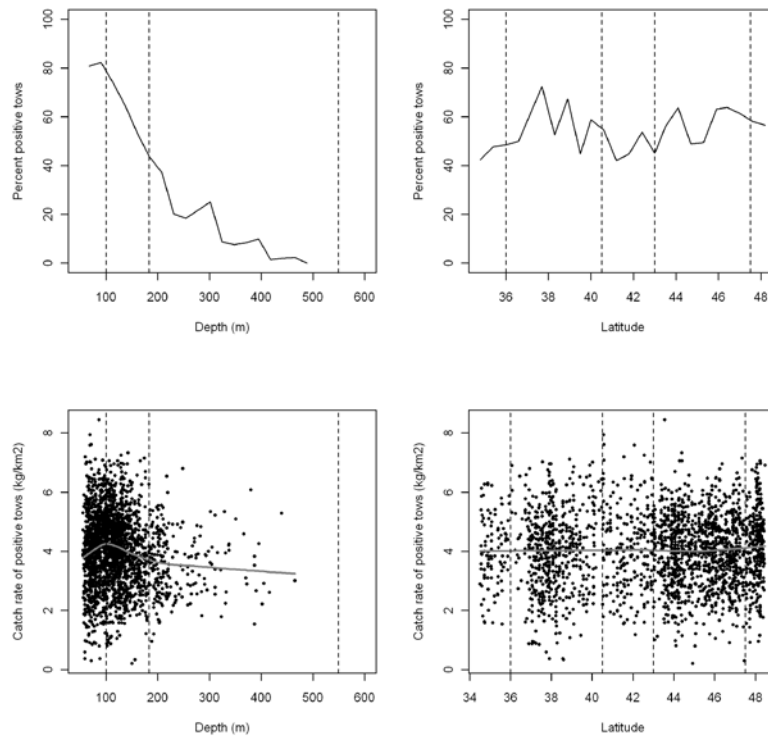 Percent positive tows
0 20 40 60 80 100
100 200 300 400 500 600
Depth (m)
Percent positive tows
0 20 40 60 80 100
36 38 40 42 44 46 48
Latitude
Catch rate of positive tows (kg/km2)
0 2 4 6 8
100 200 300 400 500 600
Depth (m)
Catch rate of positive tows (kg/km2)
0 2 4 6 8
34 36 38 40 42 44 46 48
Latitude